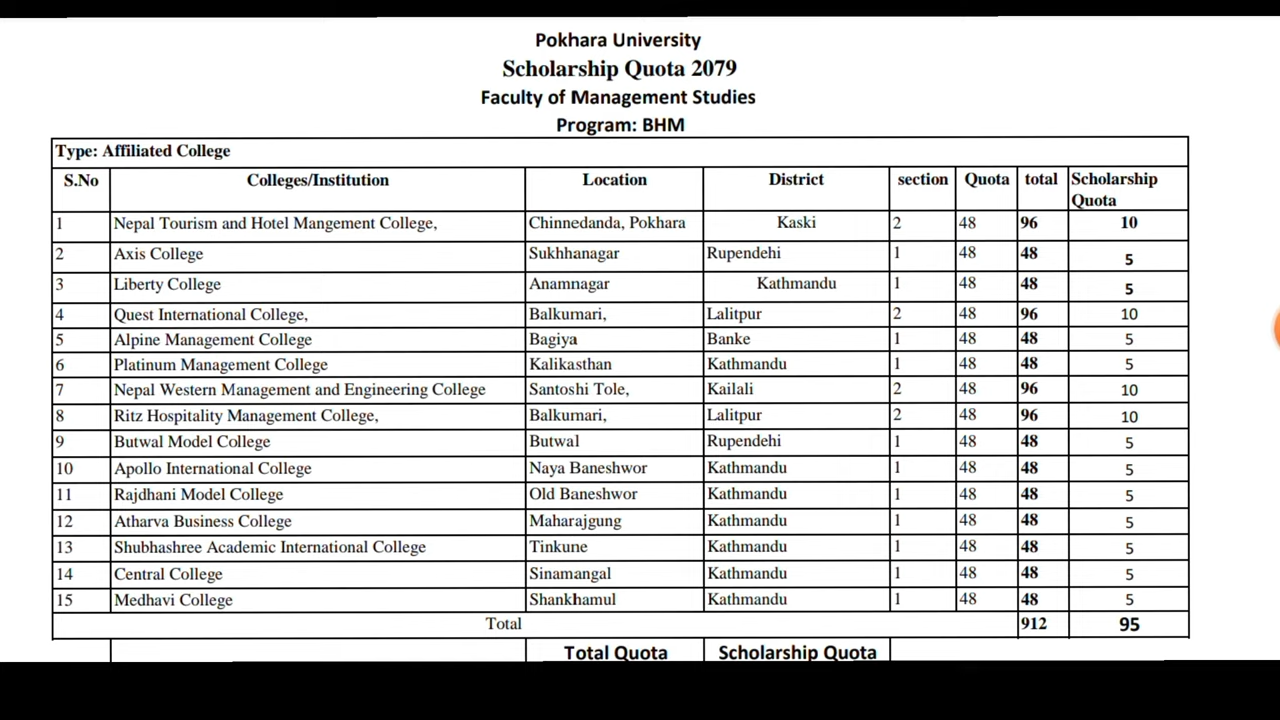 Pokhara University
Scholarship Quota 2079
Faculty of Management Studies
Program: BHM
Type: Affiliated College
S.No Colleges/Institution Location District section Quota total Scholarship Quota
1 Nepal Tourism and Hotel Mangement College, Chinnedanda, Pokhara Kaski 2 48 96 10
2 Axis College Sukhhanagar Rupendehi 1 48 48 5
3 Liberty College Anamnagar Kathmandu 1 48 48 5
4 Quest International College, Balkumari, Lalitpur 2 48 96 10
5 Alpine Management College Bagiya Banke 1 48 48 5
6 Platinum Management College Kalikasthan Kathmandu 1 48 48 5
7 Nepal Western Management and Engineering College Santoshi Tole, Kailali 2 48 96 10
8 Ritz Hospitality Management College, Balkumari, Lalitpur 2 48 96 10
9 Butwal Model College Butwal Rupendehi 1 48 48 5
10 Apollo International College Naya Baneshwor Kathmandu 1 48 48 5
11 Rajdhani Model College Old Baneshwor Kathmandu 1 48 48 5
12 Atharva Business College Maharajgung Kathmandu 1 48 48 5
13 Shubhashree Academic International College Tinkune Kathmandu 1 48 48 5
14 Central College Sinamangal Kathmandu 1 48 48 5
15 Medhavi College Shankhamul Kathmandu 1 48 48 5
Total 912 95
Total Quota Scholarship Quota